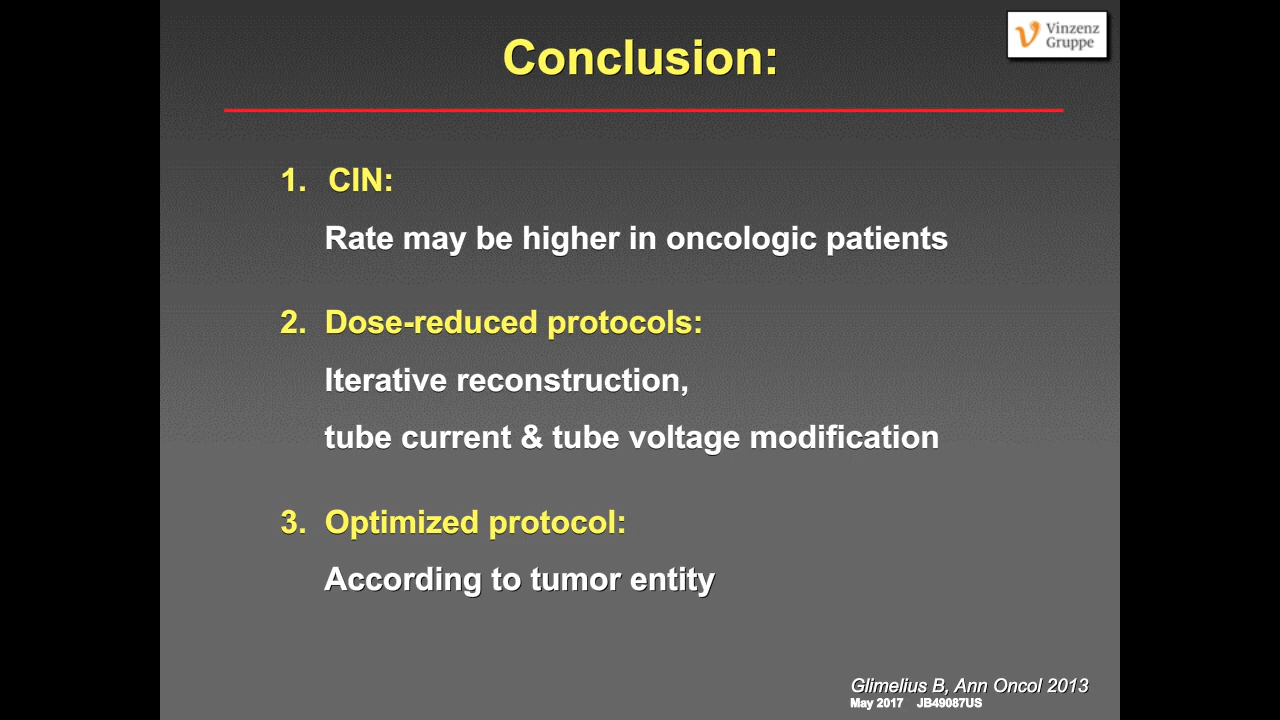 Vinzenz
Gruppe
Conclusion:
1. CIN:
Rate may be higher in oncologic patients
2. Dose-reduced protocols:
Iterative reconstruction,
tube current & tube voltage modification
3. Optimized protocol:
According to tumor entity
Glimelius B, Ann Oncol 2013
May 2017 JB49087US